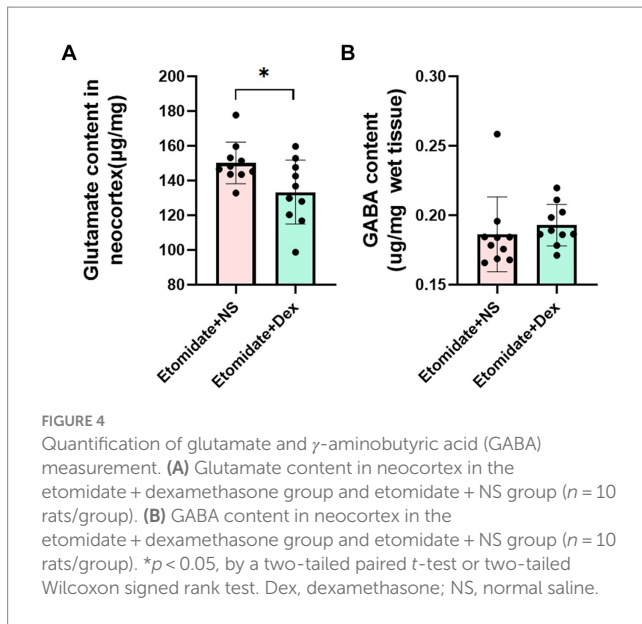 A
B
Glutamate content in
neocortex(μg/mg)
200
180
160
140
120
100
80
*
Etomidate+NS
Etomidate+Dex
GABA content
(ug/mg wet tissue)
0.30
0.25
0.20
0.15
Etomidate+NS
Etomidate+Dex
FIGURE 4
Quantification of glutamate and γ-aminobutyric acid (GABA)
measurement. (A) Glutamate content in neocortex in the
etomidate + dexamethasone group and etomidate + NS group (n = 10
rats/group). (B) GABA content in neocortex in the
etomidate + dexamethasone group and etomidate + NS group (n = 10
rats/group). *p < 0.05, by a two-tailed paired t-test or two-tailed
Wilcoxon signed rank test. Dex, dexamethasone; NS, normal saline.